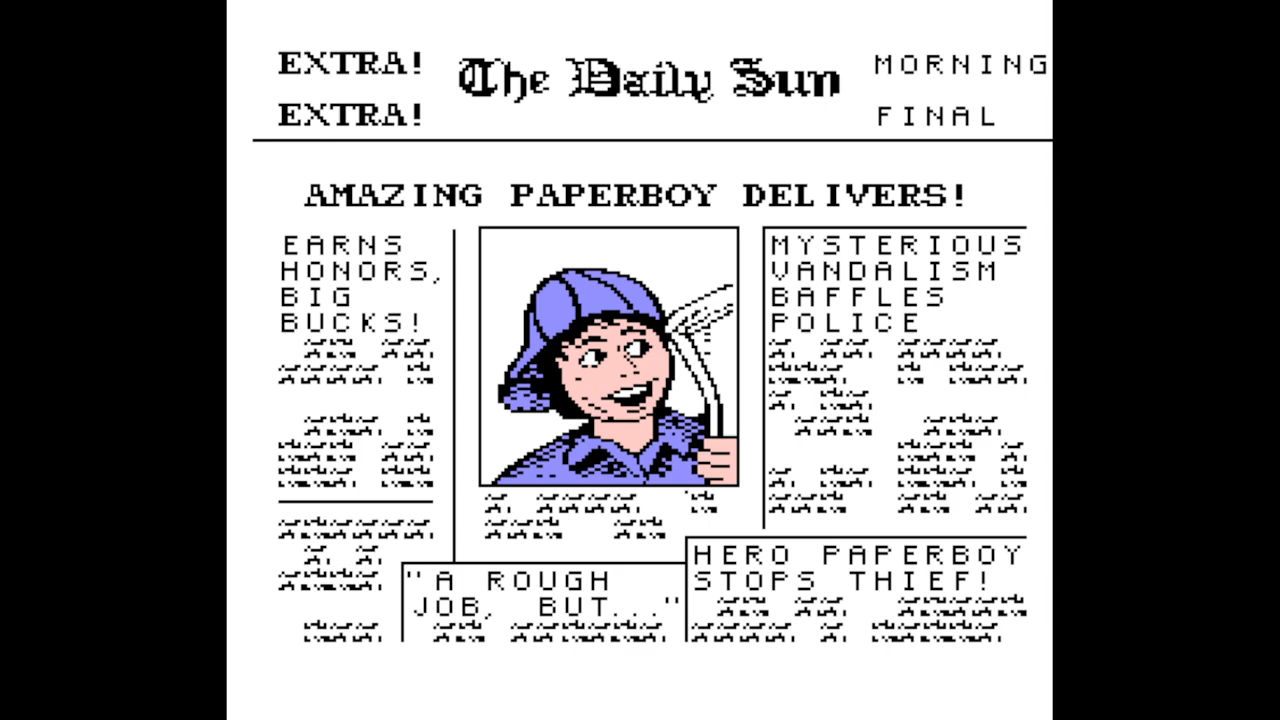 EXTRA!
EXTRA!
The Daily Sun
MORNING
FINAL
AMAZING PAPERBOY DELIVERS!
EARNS
HONORS,
BIG
BUCKS!
MYSTERIOUS
VANDALISM
BAFFLES
POLICE
"A ROUGH
JOB, BUT..."
HERO PAPERBOY
STOPS THIEF!